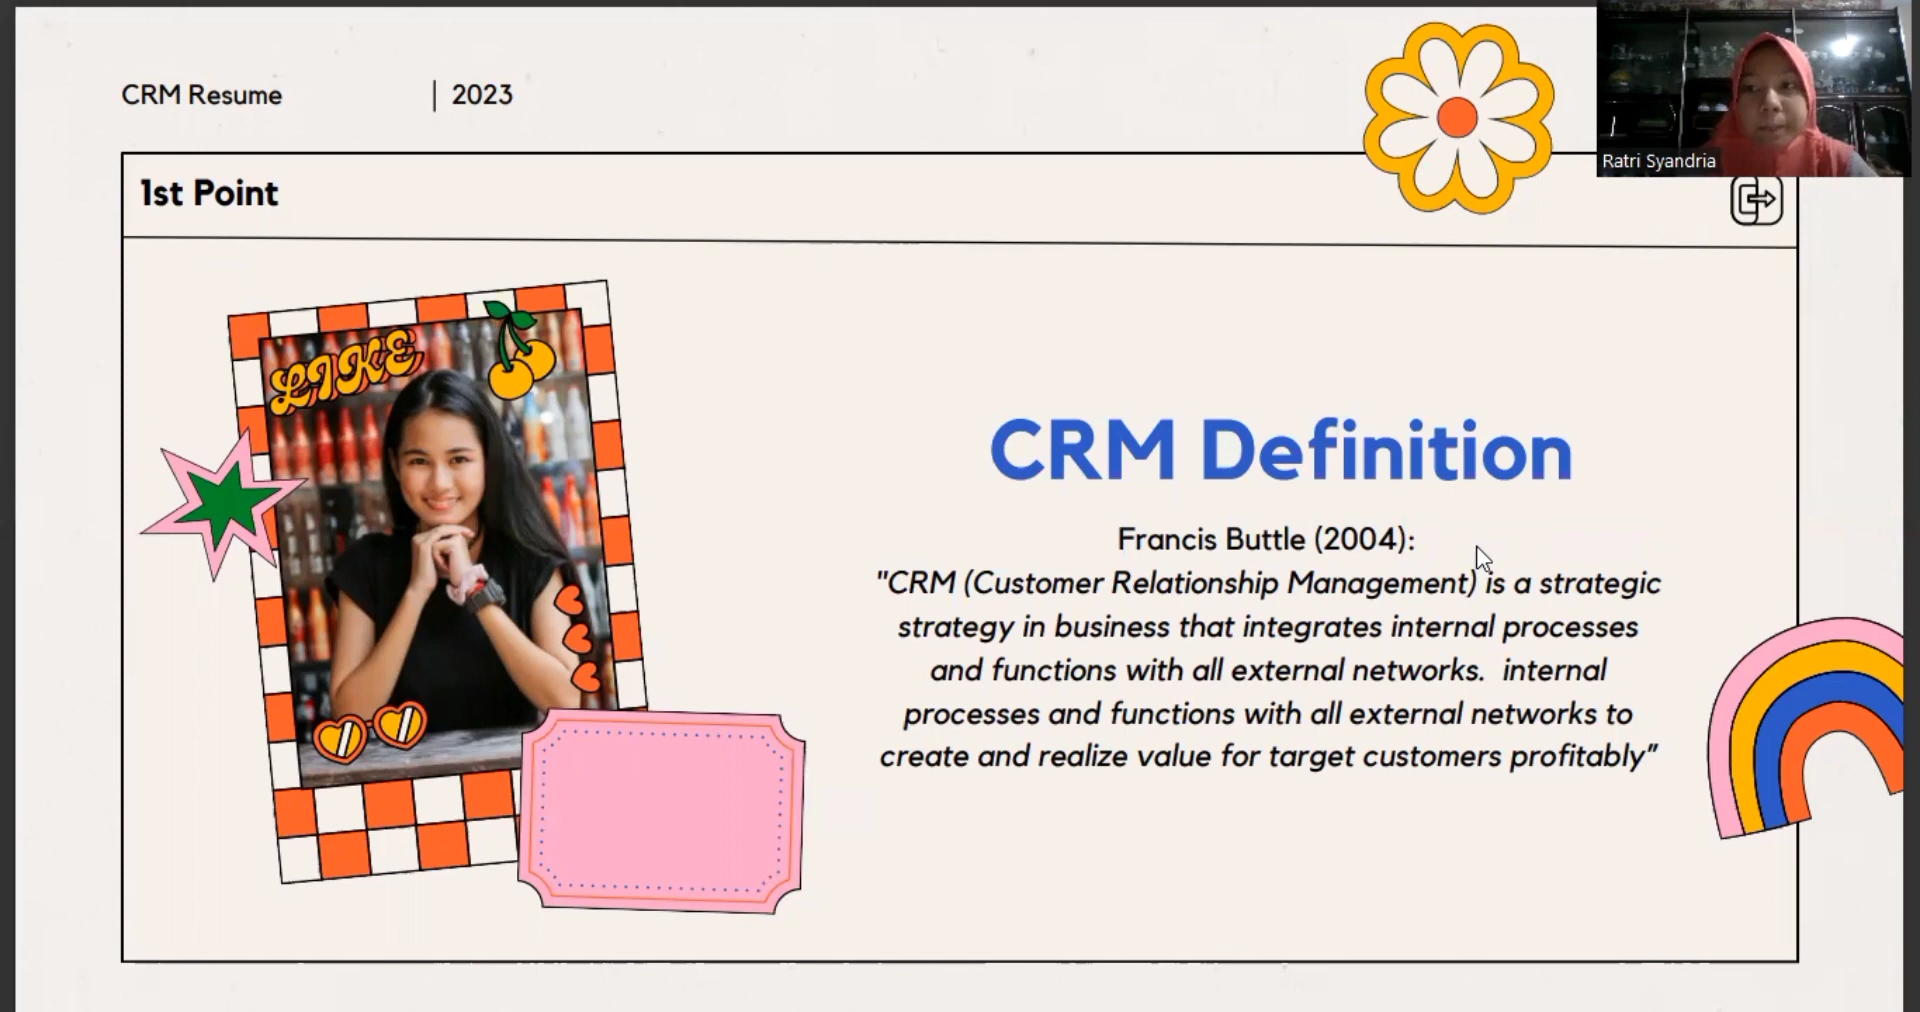 CRM Resume | 2023
Ratri Syandria
1st Point
LIKE
CRM Definition
Francis Buttle (2004):
"CRM (Customer Relationship Management) is a strategic
strategy in business that integrates internal processes
and functions with all external networks.  internal
processes and functions with all external networks to
create and realize value for target customers profitably”